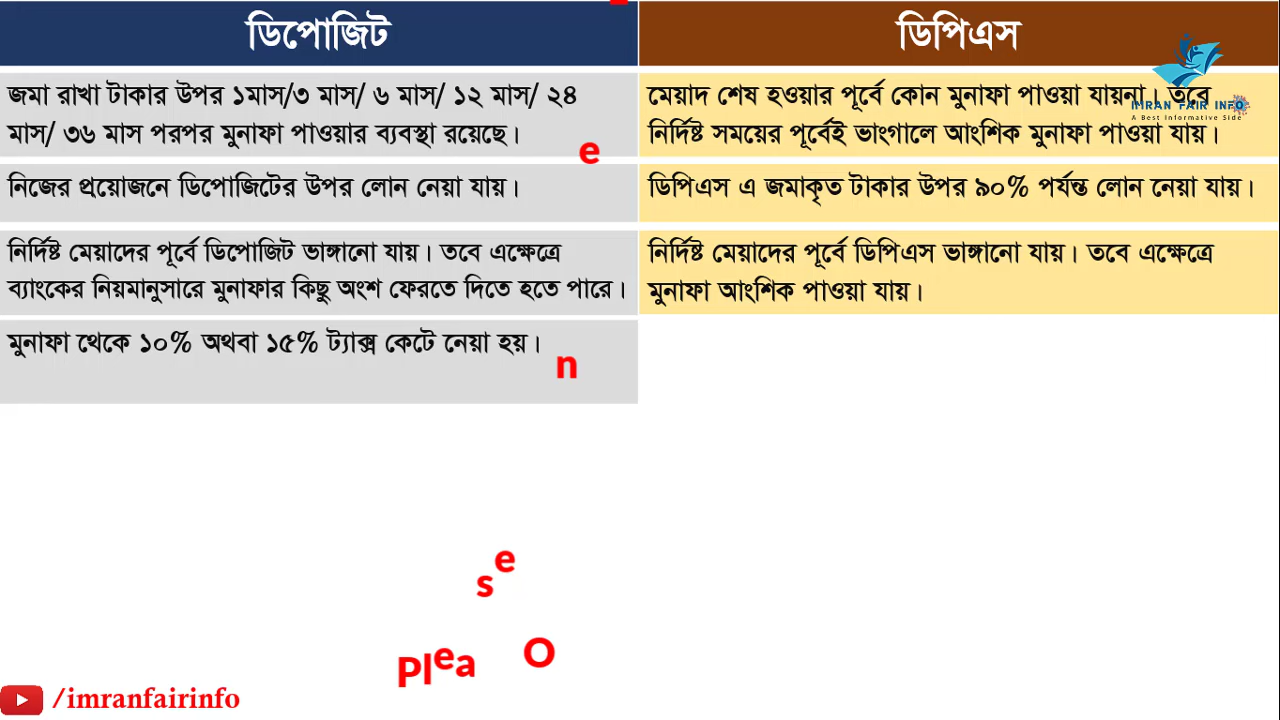 ডিপোজিট
ডিপিএস
জমা রাখা টাকার উপর ১মাস/৩ মাস/ ৬ মাস/ ১২ মাস/ ২৪
মাস/ ৩৬ মাস পরপর মুনাফা পাওয়ার ব্যবস্থা রয়েছে।
মেয়াদ শেষ হওয়ার পূর্বে কোন মুনাফা পাওয়া যায়না। তবে
নির্দিষ্ট সময়ের পূর্বেই ভাংগালে আংশিক মুনাফা পাওয়া যায়।
IMRAN FAIR INFO
A Best Informative Side
e
নিজের প্রয়োজনে ডিপোজিটের উপর লোন নেয়া যায়।
ডিপিএস এ জমাকৃত টাকার উপর ৯০% পর্যন্ত লোন নেয়া যায়।
নির্দিষ্ট মেয়াদের পূর্বে ডিপোজিট ভাঙ্গানো যায়। তবে এক্ষেত্রে
ব্যাংকের নিয়মানুসারে মুনাফার কিছু অংশ ফেরতে দিতে হতে পারে।
নির্দিষ্ট মেয়াদের পূর্বে ডিপিএস ভাঙ্গানো যায়। তবে এক্ষেত্রে
মুনাফা আংশিক পাওয়া যায়।
মুনাফা থেকে ১০% অথবা ১৫% ট্যাক্স কেটে নেয়া হয়।
n
e
s
Plea O
/imranfairinfo